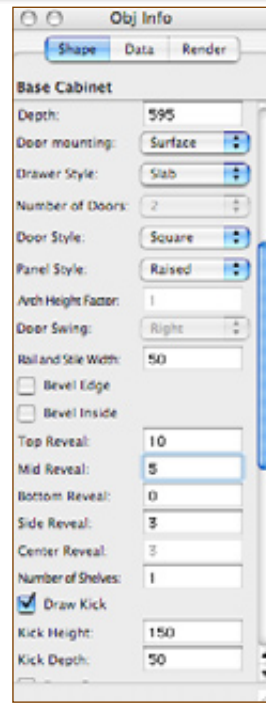 Obj Info
Shape Data Render
Base Cabinet
Depth: 595
Door mounting: Surface
Drawer Style: Slab
Number of Doors: 2
Door Style: Square
Panel Style: Raised
Arch Height Factor: 1
Door Swing: Right
Rail and Stile Width: 50
Bevel Edge
Bevel Inside
Top Reveal: 10
Mid Reveal: 5
Bottom Reveal: 0
Side Reveal: 3
Center Reveal: 3
Number of Shelves: 1
Draw Kick
Kick Height: 150
Kick Depth: 50